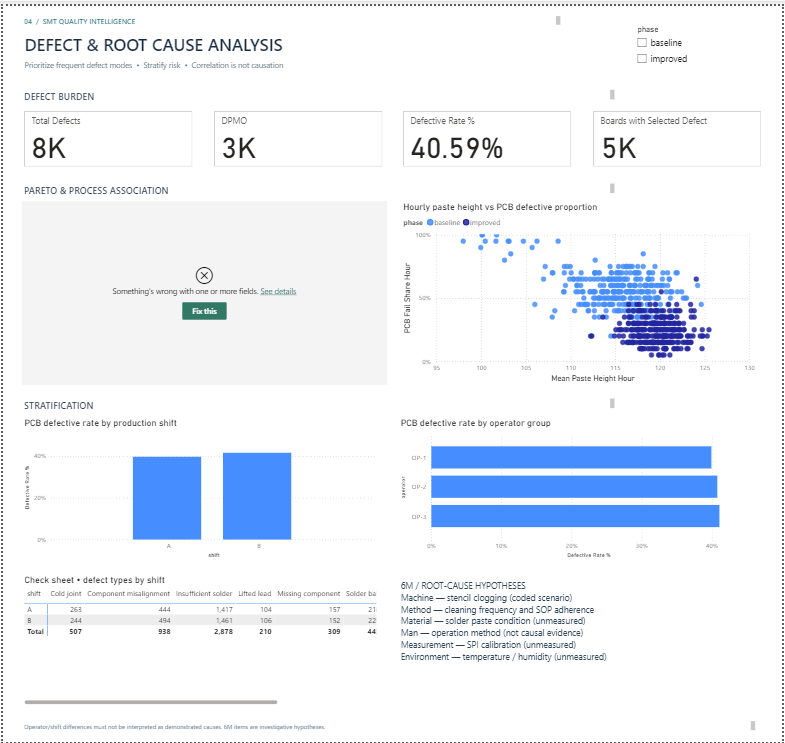 04 / SMT QUALITY INTELLIGENCE
DEFECT & ROOT CAUSE ANALYSIS
Prioritize frequent defect modes • Stratify risk • Correlation is not causation
phase
baseline
improved
DEFECT BURDEN
Total Defects
8K
DPMO
3K
Defective Rate %
40.59%
Boards with Selected Defect
5K
PARETO & PROCESS ASSOCIATION
Something's wrong with one or more fields. See details
Fix this
Hourly paste height vs PCB defective proportion
phase baseline improved
PCB Fail Share Hour
100%
50%
0%
95 100 105 110 115 120 125 130
Mean Paste Height Hour
STRATIFICATION
PCB defective rate by production shift
Defective Rate %
40%
20%
0%
A B
shift
PCB defective rate by operator group
operator
OP-1
OP-2
OP-3
0% 10% 20% 30% 40%
Defective Rate %
Check sheet • defect types by shift
shift Cold joint Component misalignment Insufficient solder Lifted lead Missing component Solder ba
A 263 444 1,417 104 157 21
B 244 494 1,461 106 152 22
Total 507 938 2,878 210 309 44
6M / ROOT-CAUSE HYPOTHESES
Machine — stencil clogging (coded scenario)
Method — cleaning frequency and SOP adherence
Material — solder paste condition (unmeasured)
Man — operation method (not causal evidence)
Measurement — SPI calibration (unmeasured)
Environment — temperature / humidity (unmeasured)
Operator/shift differences must not be interpreted as demonstrated causes. 6M items are investigative hypotheses.